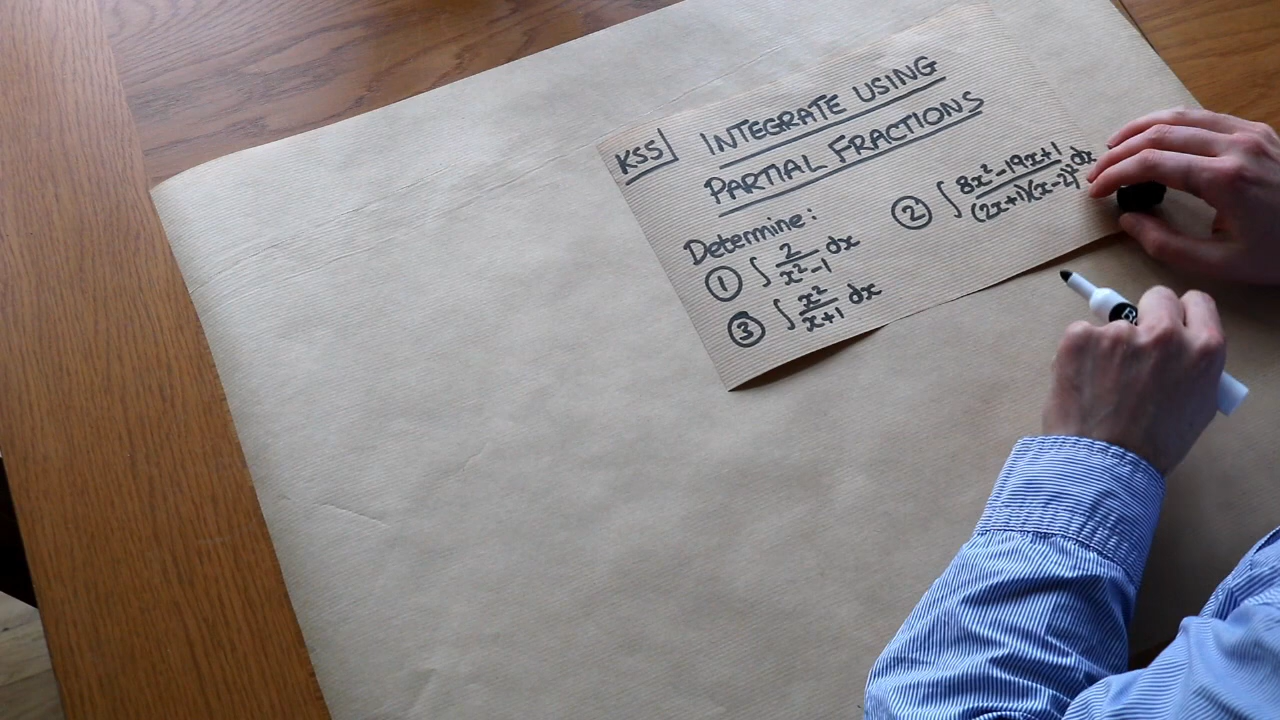 KS5
INTEGRATE USING
PARTIAL FRACTIONS
Determine:
① ∫ 2/(x²-1) dx
② ∫ (8x²-19x+1)/((2x+1)(x-2)²) dx
③ ∫ x²/(x+1) dx